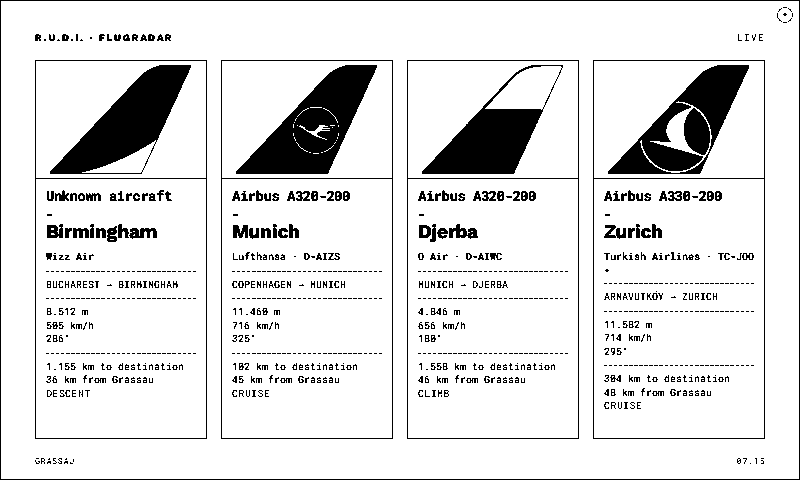 R.U.D.I. · FLUGRADAR
LIVE
Unknown aircraft
-
Birmingham
Wizz Air
BUCHAREST → BIRMINGHAM
8.512 m
505 km/h
286°
1.155 km to destination
36 km from Grassau
DESCENT
Airbus A320-200
-
Munich
Lufthansa · D-AIZS
COPENHAGEN → MUNICH
11.460 m
716 km/h
325°
102 km to destination
45 km from Grassau
CRUISE
Airbus A320-200
-
Djerba
O Air · D-AIWC
MUNICH → DJERBA
4.846 m
656 km/h
180°
1.558 km to destination
46 km from Grassau
CLIMB
Airbus A330-200
-
Zurich
Turkish Airlines · TC-JOO
ARNAVUTKÖY → ZURICH
11.582 m
714 km/h
295°
304 km to destination
48 km from Grassau
CRUISE
GRASSAU
07.15